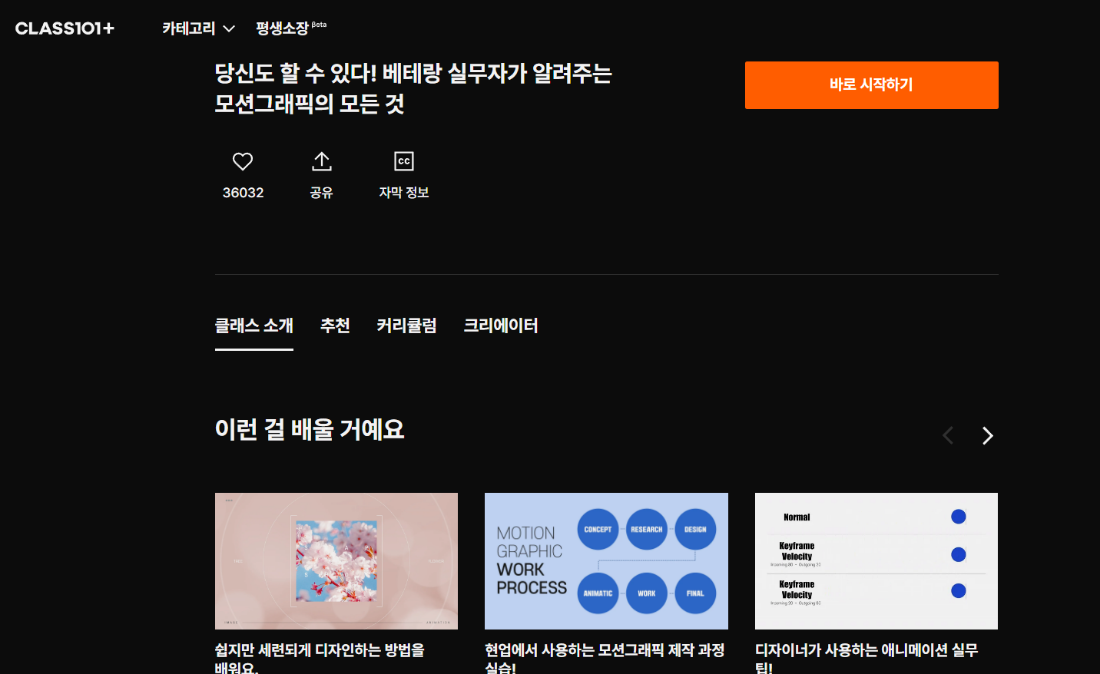 CLASS101+
카테고리
평생소장 Beta
당신도 할 수 있다! 베테랑 실무자가 알려주는
모션그래픽의 모든 것
바로 시작하기
36032
공유
CC
자막 정보
클래스 소개
추천
커리큘럼
크리에이터
이런 걸 배울 거예요
MOTION
GRAPHIC
WORK
PROCESS
CONCEPT
RESEARCH
DESIGN
ANIMATIC
WORK
FINAL
Normal
Keyframe
Velocity
Keyframe
Velocity
쉽지만 세련되게 디자인하는 방법을
배워요.
현업에서 사용하는 모션그래픽 제작 과정
실습!
디자이너가 사용하는 애니메이션 실무
팁!